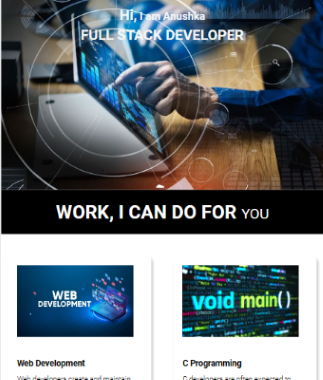 Hi, I am Anushka
FULL STACK DEVELOPER
WORK, I CAN DO FOR YOU
WEB
DEVELOPMENT
void main()
Web Development
C Programming
Web developers create and maintain
C developers are often expected to